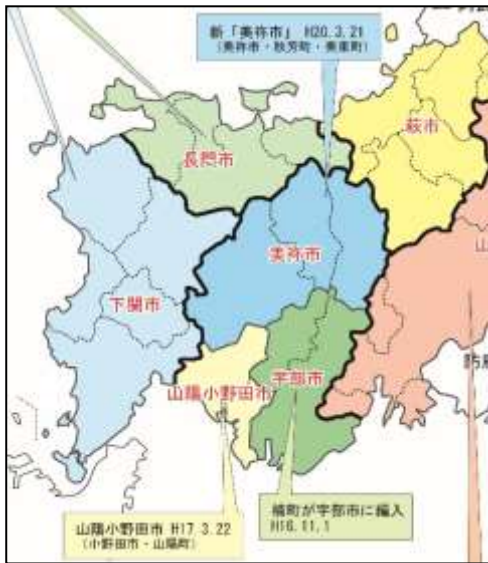 新「美祢市」 H20.3.21
(美祢市・秋芳町・美東町)
萩市
長門市
山
美祢市
下関市
宇部市
山陽小野田市
防府
山陽小野田市 H17.3.22
(小野田市・山陽町)
楠町が宇部市に編入
H16.11.1